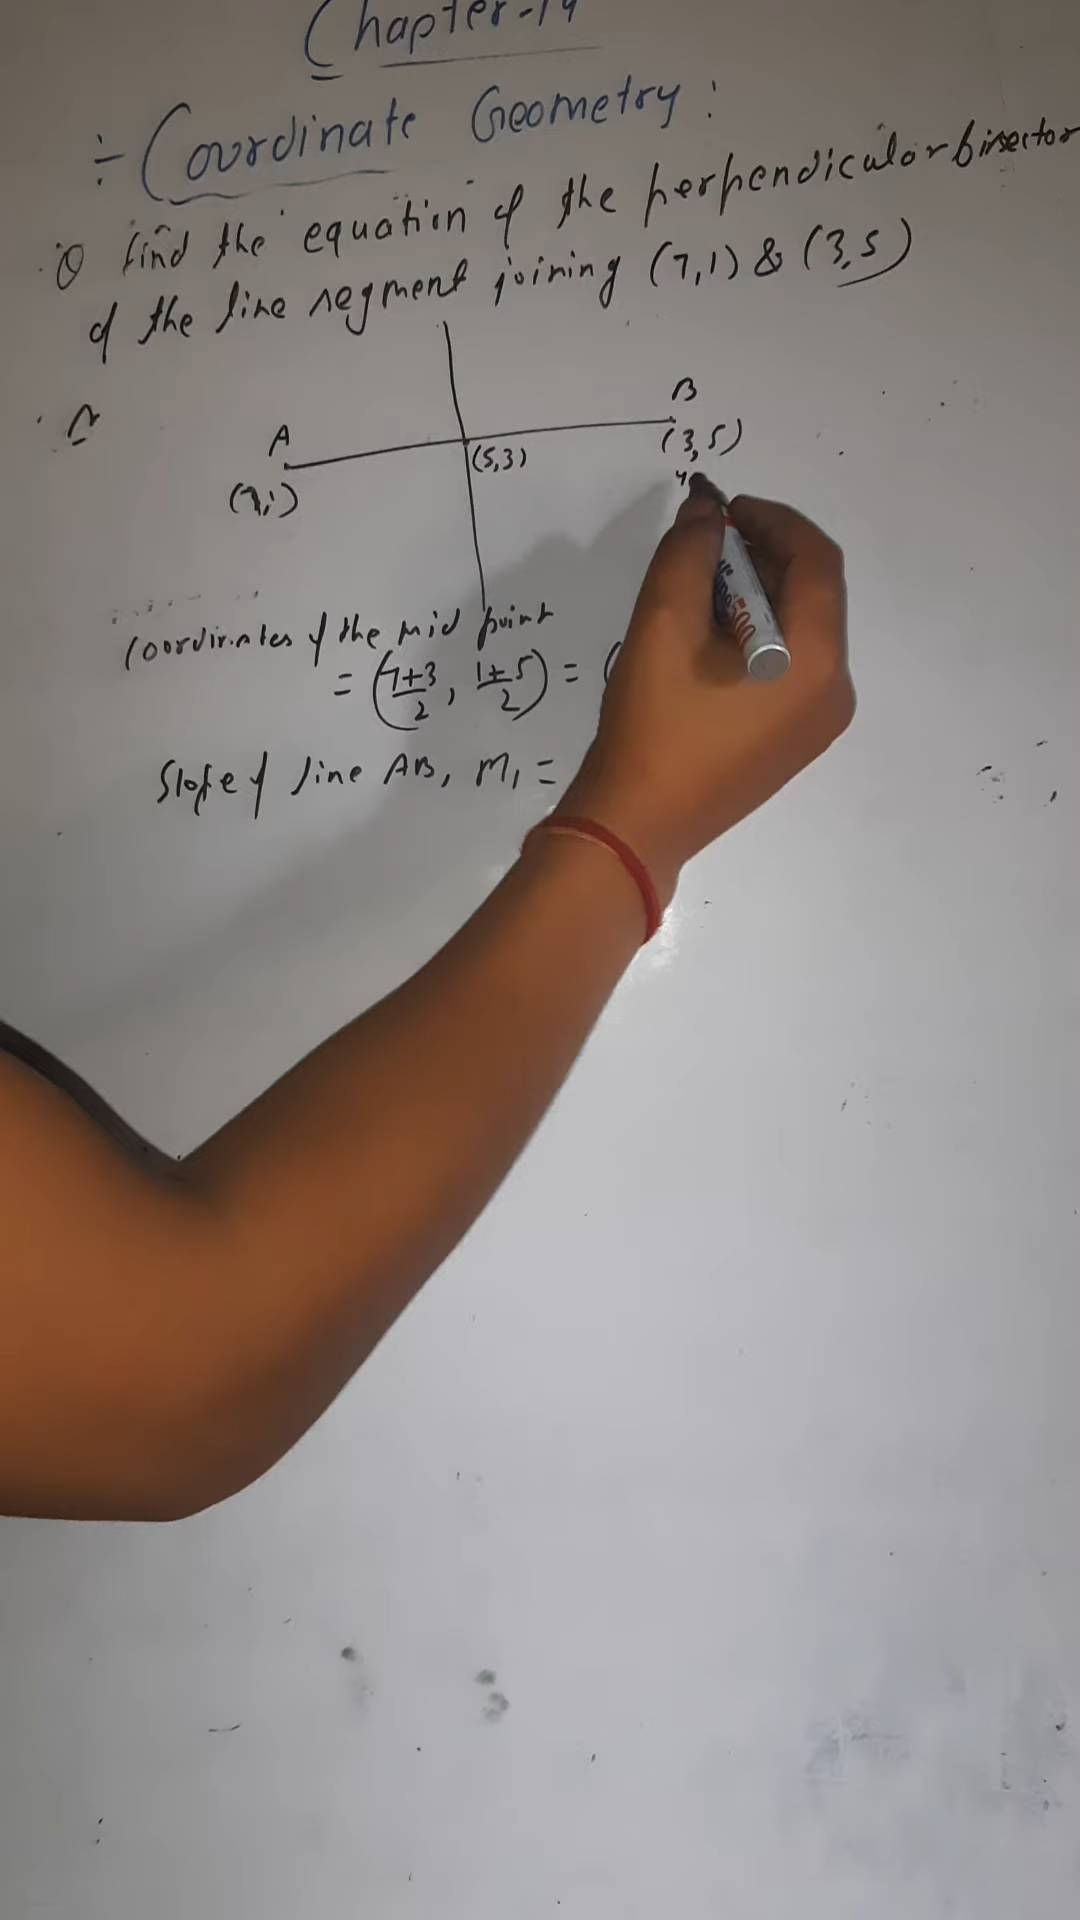 Chapter-14
÷ Coordinate Geometry:
Q find the equation of the perpendicular bisector
of the line segment joining (7,1) & (3,5)
A
B
(7,1)
(5,3)
(3,5)
Coordinates of the mid point
= (7+3/2, 1+5/2) = (
Slope of line AB, m₁ =
500